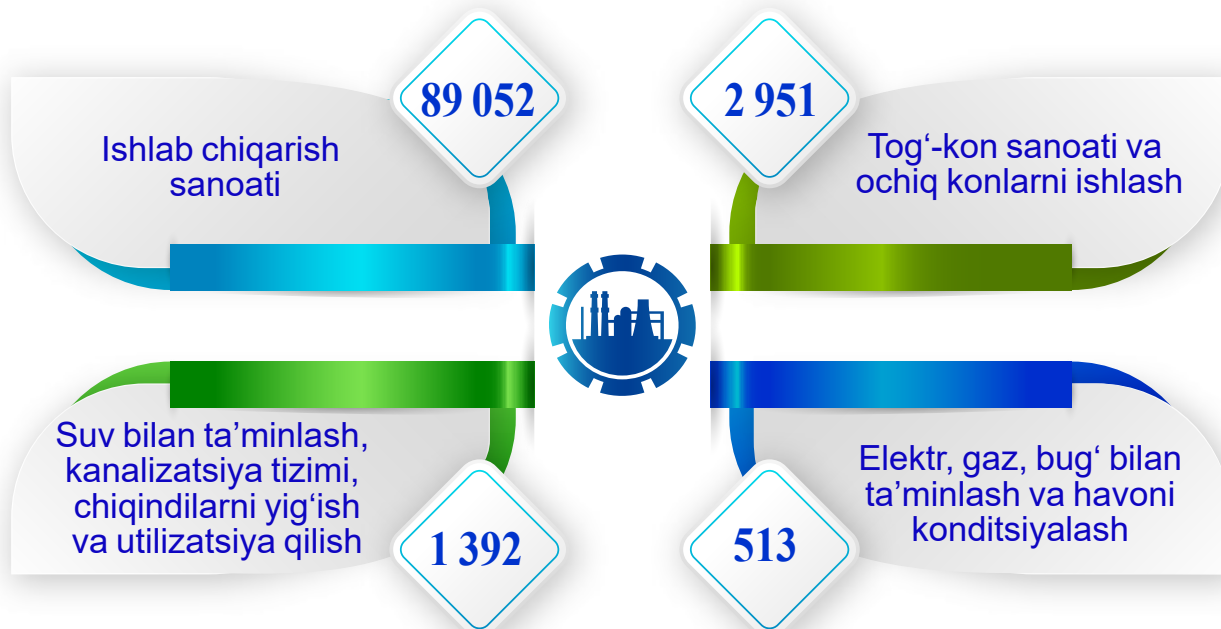 89 052
Ishlab chiqarish
sanoati
2 951
Tog‘-kon sanoati va
ochiq konlarni ishlash
Suv bilan ta’minlash,
kanalizatsiya tizimi,
chiqindilarni yig‘ish
va utilizatsiya qilish
1 392
Elektr, gaz, bug‘ bilan
ta’minlash va havoni
konditsiyalash
513